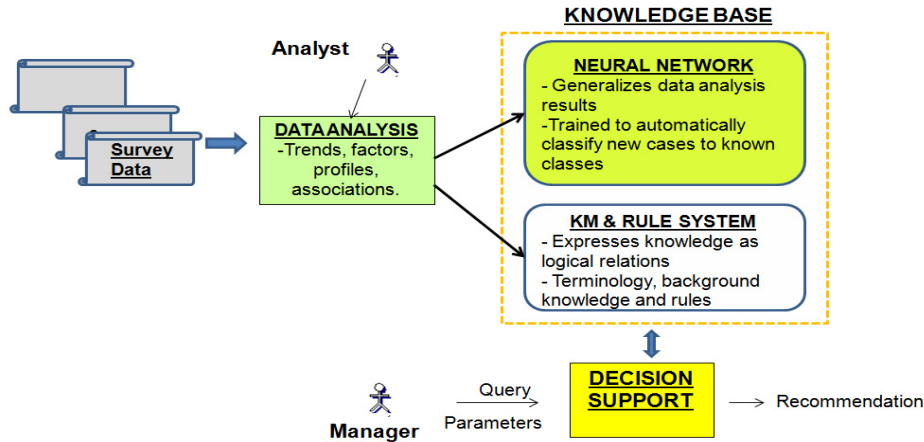 KNOWLEDGE BASE
Analyst
Survey
Data
DATA ANALYSIS
-Trends, factors,
profiles,
associations.
NEURAL NETWORK
- Generalizes data analysis
results
-Trained to automatically
classify new cases to known
classes
KM & RULE SYSTEM
- Expresses knowledge as
logical relations
- Terminology, background
knowledge and rules
Manager
Query
Parameters
DECISION
SUPPORT
Recommendation